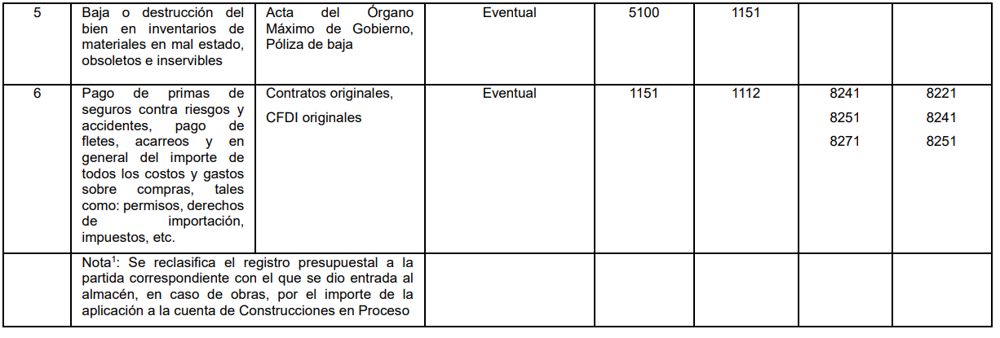 5 Baja o destrucción del Acta del Órgano Eventual 5100 1151
bien en inventarios de Máximo de Gobierno,
materiales en mal estado, Póliza de baja
obsoletos e inservibles
6 Pago de primas de Contratos originales, Eventual 1151 1112 8241 8221
seguros contra riesgos y
accidentes, pago de CFDI originales 8251 8241
fletes, acarreos y en 8271 8251
general del importe de
todos los costos y gastos
sobre compras, tales
como: permisos, derechos
de importación,
impuestos, etc.
Nota¹: Se reclasifica el registro presupuestal a la
partida correspondiente con el que se dio entrada al
almacén, en caso de obras, por el importe de la
aplicación a la cuenta de Construcciones en Proceso